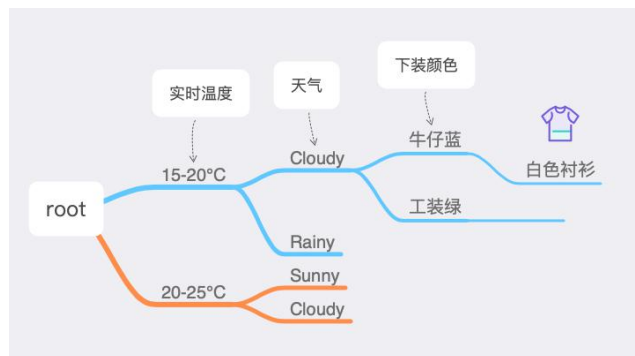 实时温度
天气
下装颜色
root
15-20°C
Cloudy
牛仔蓝
白色衬衫
工装绿
Rainy
20-25°C
Sunny
Cloudy